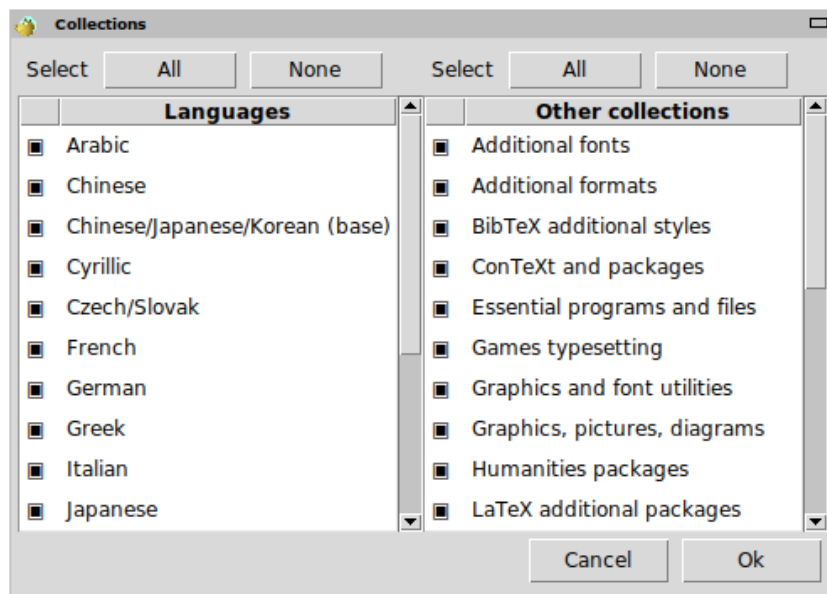 Collections
Select All None Select All None
Languages
Arabic
Chinese
Chinese/Japanese/Korean (base)
Cyrillic
Czech/Slovak
French
German
Greek
Italian
Japanese
Other collections
Additional fonts
Additional formats
BibTeX additional styles
ConTeXt and packages
Essential programs and files
Games typesetting
Graphics and font utilities
Graphics, pictures, diagrams
Humanities packages
LaTeX additional packages
Cancel Ok